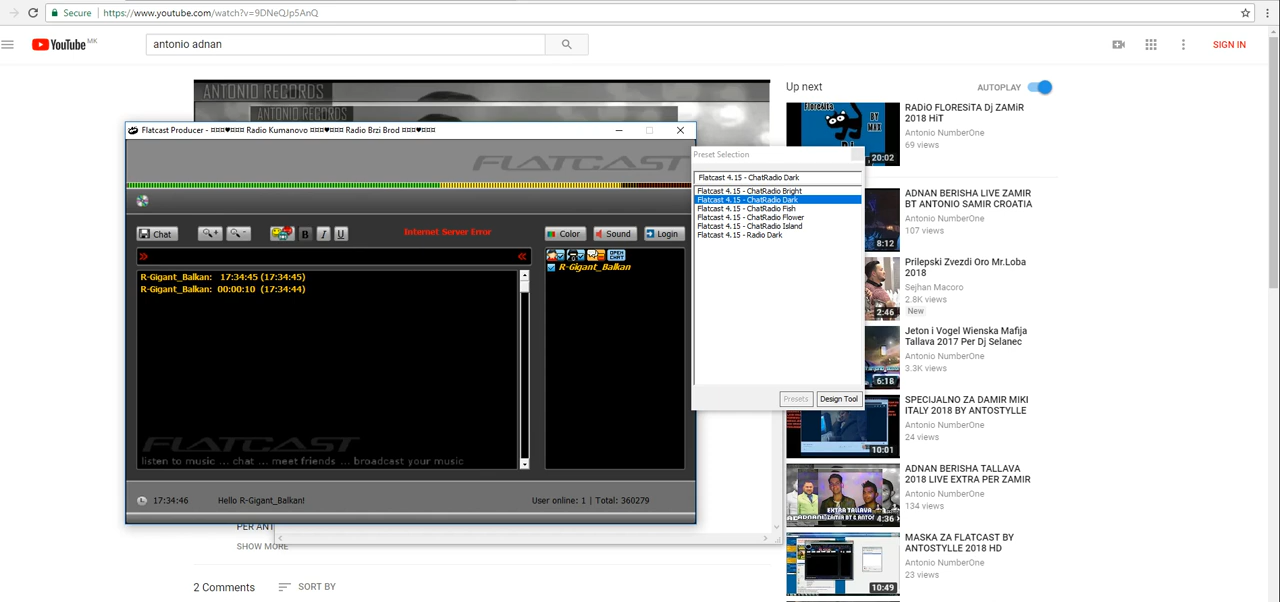 Secure https://www.youtube.com/watch?v=9DNeQJp5AnQ
YouTube MK
antonio adnan
SIGN IN
ANTONIO RECORDS
ANTONIO RECORDS
Flatcast Producer - ¤¤¤♥¤¤¤ Radio Kumanovo ¤¤¤♥¤¤¤ Radio Brzi Brod ¤¤¤♥¤¤¤
FLATCAST
Chat
B I U
Internet Server Error
Color Sound Login
OPEN CHAT
R-Gigant_Balkan
R-Gigant_Balkan: 17:34:45 (17:34:45)
R-Gigant_Balkan: 00:00:10 (17:34:44)
FLATCAST
listen to music ... chat ... meet friends ... broadcast your music
17:34:46 Hello R-Gigant_Balkan! User online: 1 | Total: 360279
Preset Selection
Flatcast 4.15 - ChatRadio Dark
Flatcast 4.15 - ChatRadio Bright
Flatcast 4.15 - ChatRadio Dark
Flatcast 4.15 - ChatRadio Fish
Flatcast 4.15 - ChatRadio Flower
Flatcast 4.15 - ChatRadio Island
Flatcast 4.15 - Radio Dark
Presets Design Tool
PER ANT
SHOW MORE
2 Comments SORT BY
Up next AUTOPLAY
20:02
RADiO FLORESiTA Dj ZAMiR
2018 HiT
Antonio NumberOne
69 views
8:12
ADNAN BERISHA LIVE ZAMIR
BT ANTONIO SAMIR CROATIA
Antonio NumberOne
107 views
2:46
Prilepski Zvezdi Oro Mr.Loba
2018
Sejhan Macoro
2.8K views
New
6:18
Jeton i Vogel Wienska Mafija
Tallava 2017 Per Dj Selanec
Antonio NumberOne
3.3K views
10:01
SPECIJALNO ZA DAMIR MIKI
ITALY 2018 BY ANTOSTYLLE
Antonio NumberOne
24 views
EXTRA TALLAVA
4:36
ADNAN BERISHA TALLAVA
2018 LIVE EXTRA PER ZAMIR
Antonio NumberOne
134 views
10:49
MASKA ZA FLATCAST BY
ANTOSTYLLE 2018 HD
Antonio NumberOne
23 views